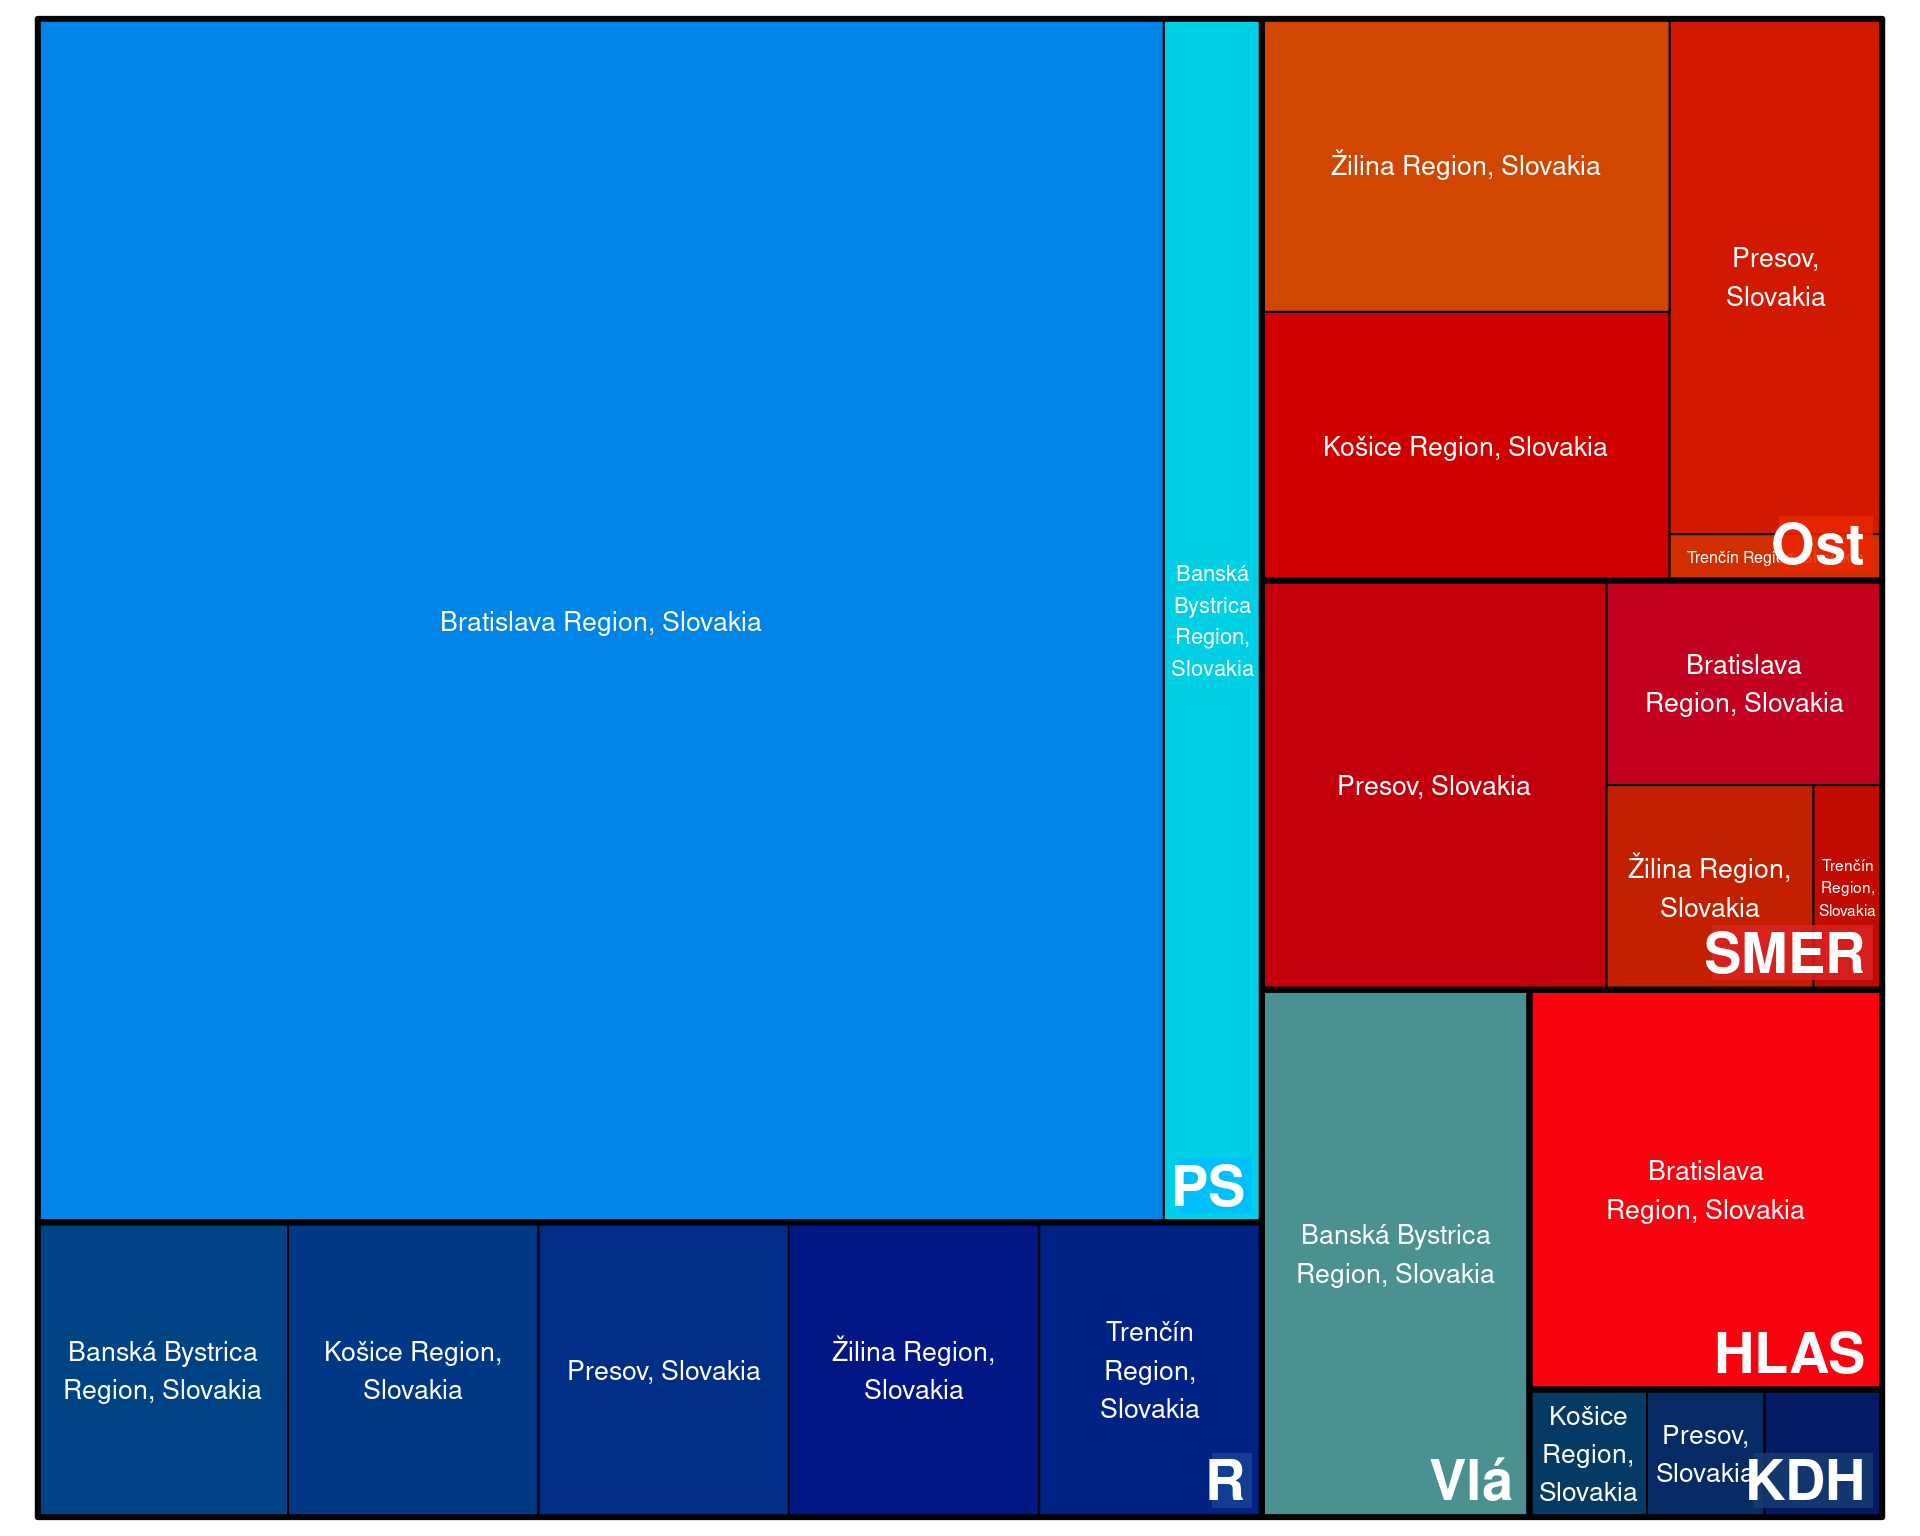 Bratislava Region, Slovakia
Banská
Bystrica
Region,
Slovakia
PS
Banská Bystrica
Region, Slovakia
Košice Region,
Slovakia
Presov, Slovakia
Žilina Region,
Slovakia
Trenčín
Region,
Slovakia
R
Žilina Region, Slovakia
Košice Region, Slovakia
Presov,
Slovakia
Trenčín
Ost
Presov, Slovakia
Bratislava
Region, Slovakia
Žilina Region,
Slovakia
Trenčín
Region,
Slovakia
SMER
Banská Bystrica
Region, Slovakia
Vlá
Bratislava
Region, Slovakia
HLAS
Košice
Region,
Slovakia
Presov,
Slovakia
KDH